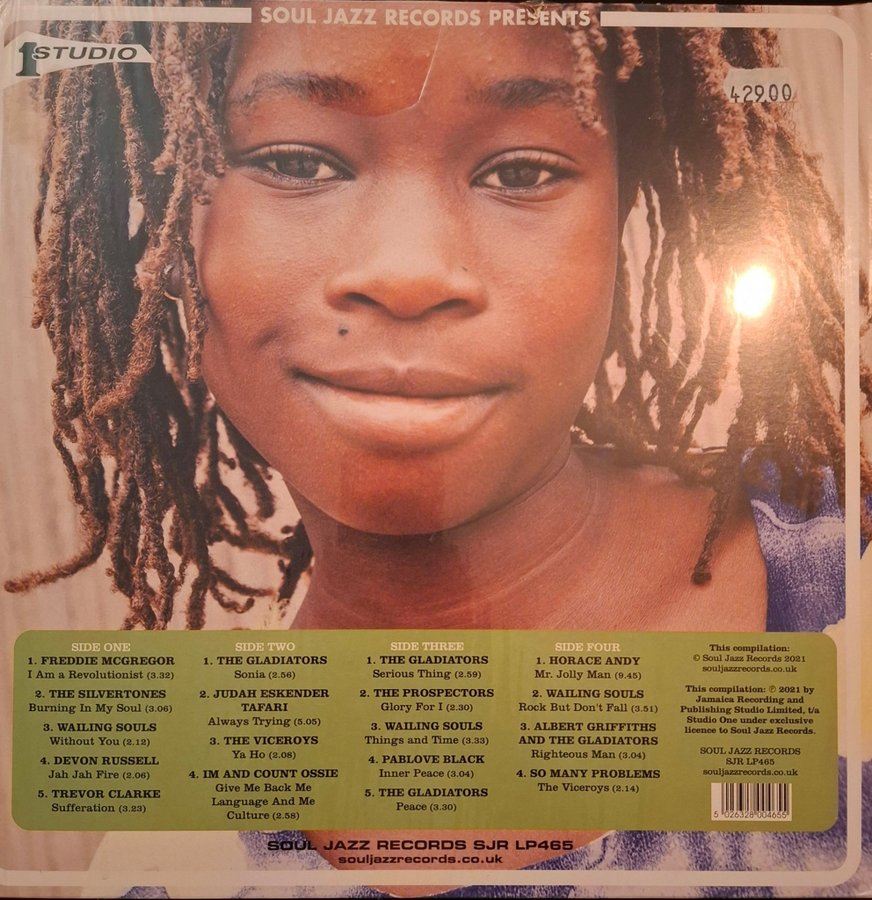 SOUL JAZZ RECORDS PRESENTS
1 STUDIO
429.00
SIDE ONE
1. FREDDIE MCGREGOR
I Am a Revolutionist (3.32)
2. THE SILVERTONES
Burning In My Soul (3.06)
3. WAILING SOULS
Without You (2.12)
4. DEVON RUSSELL
Jah Jah Fire (2.06)
5. TREVOR CLARKE
Sufferation (3.23)
SIDE TWO
1. THE GLADIATORS
Sonia (2.56)
2. JUDAH ESKENDER
TAFARI
Always Trying (5.05)
3. THE VICEROYS
Ya Ho (2.08)
4. IM AND COUNT OSSIE
Give Me Back Me
Language And Me
Culture (2.58)
SIDE THREE
1. THE GLADIATORS
Serious Thing (2.59)
2. THE PROSPECTORS
Glory For I (2.30)
3. WAILING SOULS
Things and Time (3.33)
4. PABLOVE BLACK
Inner Peace (3.04)
5. THE GLADIATORS
Peace (3.30)
SIDE FOUR
1. HORACE ANDY
Mr. Jolly Man (9.45)
2. WAILING SOULS
Rock But Don't Fall (3.51)
3. ALBERT GRIFFITHS
AND THE GLADIATORS
Righteous Man (3.04)
4. SO MANY PROBLEMS
The Viceroys (2.14)
This compilation:
© Soul Jazz Records 2021
souljazzrecords.co.uk
This compilation: ℗ 2021 by
Jamaica Recording and
Publishing Studio Limited, t/a
Studio One under exclusive
licence to Soul Jazz Records.
SOUL JAZZ RECORDS
SJR LP465
souljazzrecords.co.uk
5 026328 004655
SOUL JAZZ RECORDS SJR LP465
souljazzrecords.co.uk